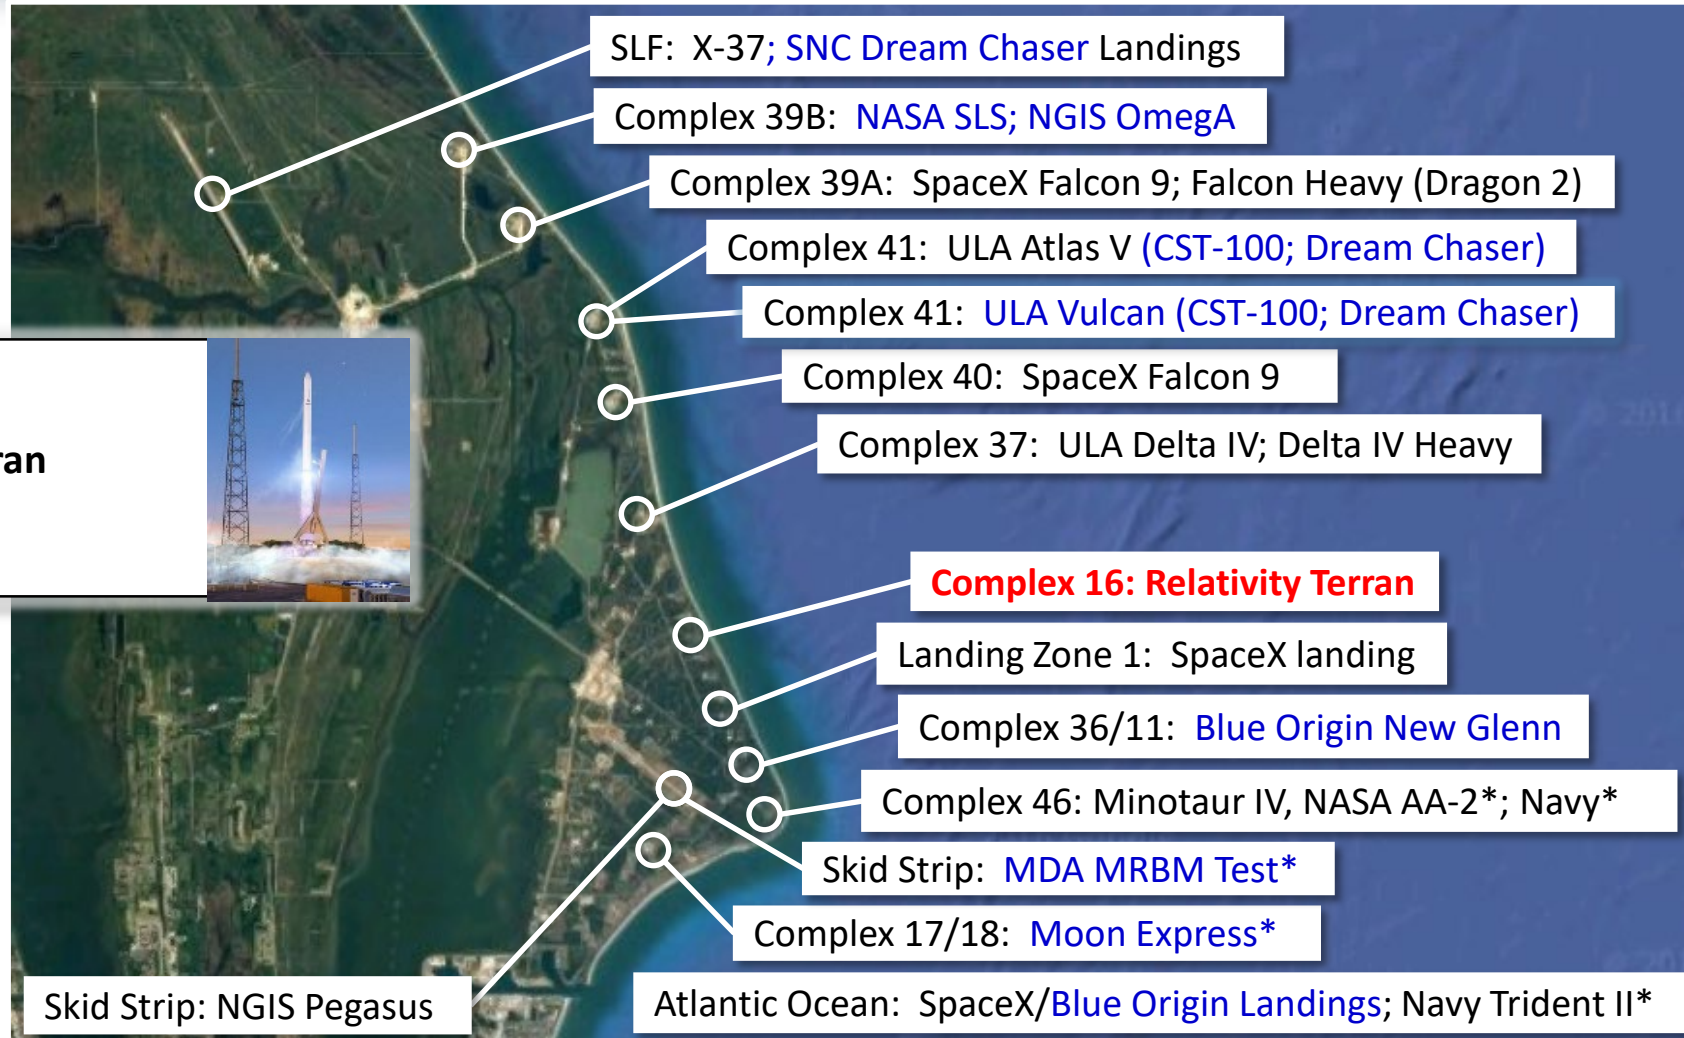 SLF: X-37; SNC Dream Chaser Landings
Complex 39B: NASA SLS; NGIS OmegA
Complex 39A: SpaceX Falcon 9; Falcon Heavy (Dragon 2)
Complex 41: ULA Atlas V (CST-100; Dream Chaser)
Complex 41: ULA Vulcan (CST-100; Dream Chaser)
Complex 40: SpaceX Falcon 9
© 2016
Complex 37: ULA Delta IV; Delta IV Heavy
ran
Complex 16: Relativity Terran
Landing Zone 1: SpaceX landing
Complex 36/11: Blue Origin New Glenn
Complex 46: Minotaur IV, NASA AA-2*; Navy*
Skid Strip: MDA MRBM Test*
Complex 17/18: Moon Express*
Skid Strip: NGIS Pegasus
Atlantic Ocean: SpaceX/Blue Origin Landings; Navy Trident II*